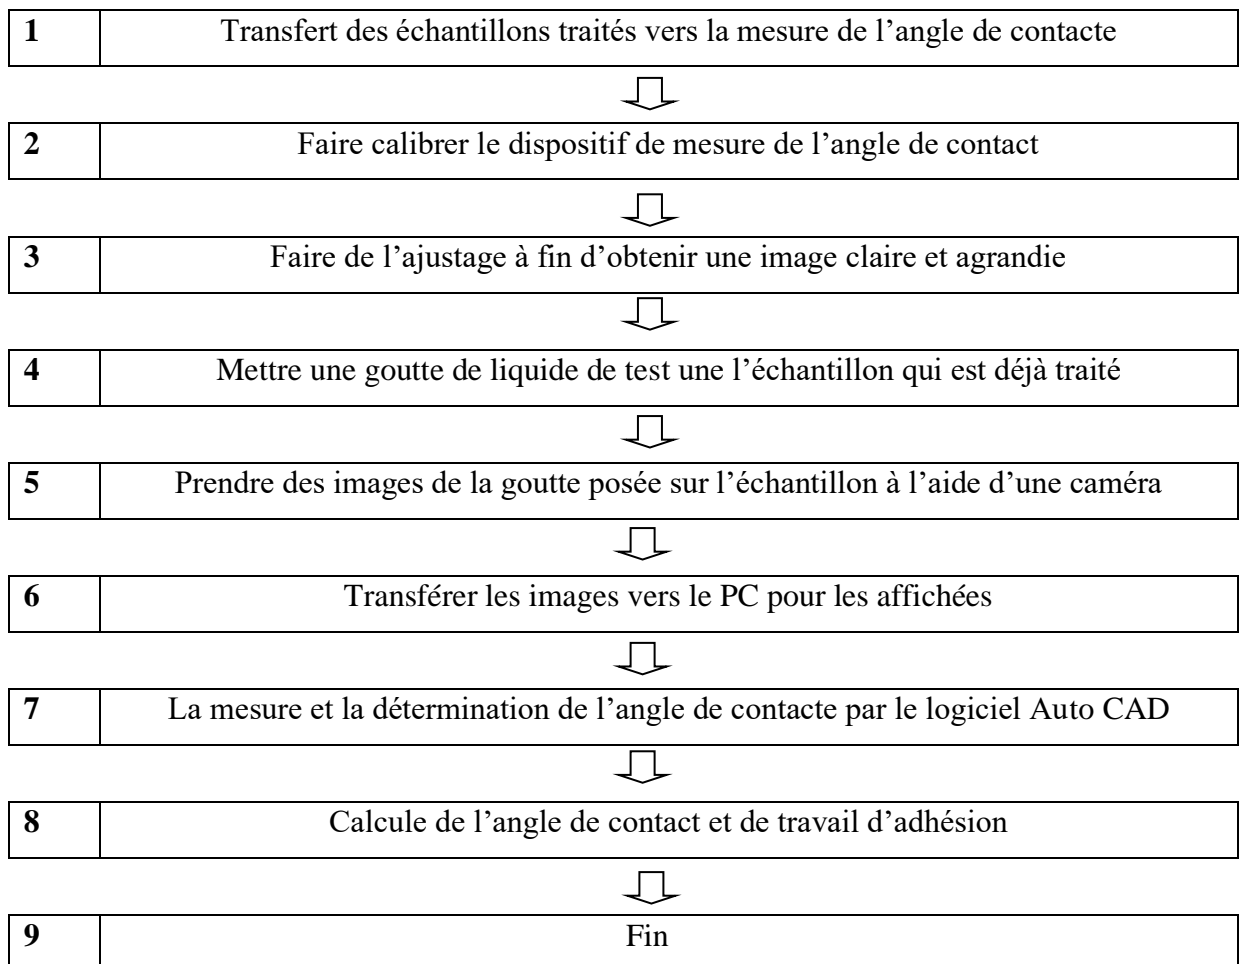 1 Transfert des échantillons traités vers la mesure de l’angle de contacte
2 Faire calibrer le dispositif de mesure de l’angle de contact
3 Faire de l’ajustage à fin d’obtenir une image claire et agrandie
4 Mettre une goutte de liquide de test une l’échantillon qui est déjà traité
5 Prendre des images de la goutte posée sur l’échantillon à l’aide d’une caméra
6 Transférer les images vers le PC pour les affichées
7 La mesure et la détermination de l’angle de contacte par le logiciel Auto CAD
8 Calcule de l’angle de contact et de travail d’adhésion
9 Fin